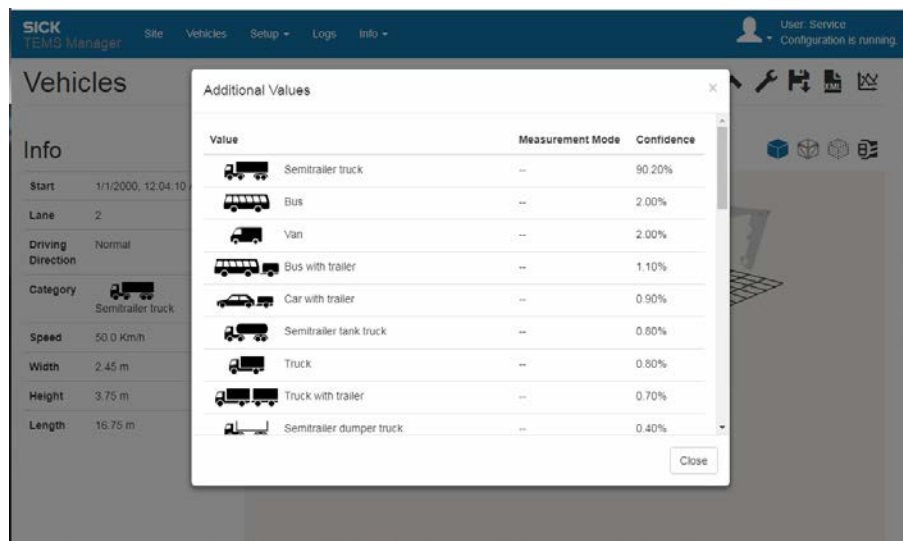 SICK
TEMS Manager
Site Vehicles Setup Logs Info
User: Service
Configuration is running.
Vehicles
XML
Info
Start 1/1/2000, 12.04.10
Lane 2
Driving Direction Normal
Category Semitrailer truck
Speed 50.0 Km/h
Width 2.45 m
Height 3.75 m
Length 16.75 m
Additional Values ×
Value Measurement Mode Confidence
Semitrailer truck -- 90.20%
Bus -- 2.00%
Van -- 2.00%
Bus with trailer -- 1.10%
Car with trailer -- 0.90%
Semitrailer tank truck -- 0.80%
Truck -- 0.80%
Truck with trailer -- 0.70%
Semitrailer dumper truck -- 0.40%
Close